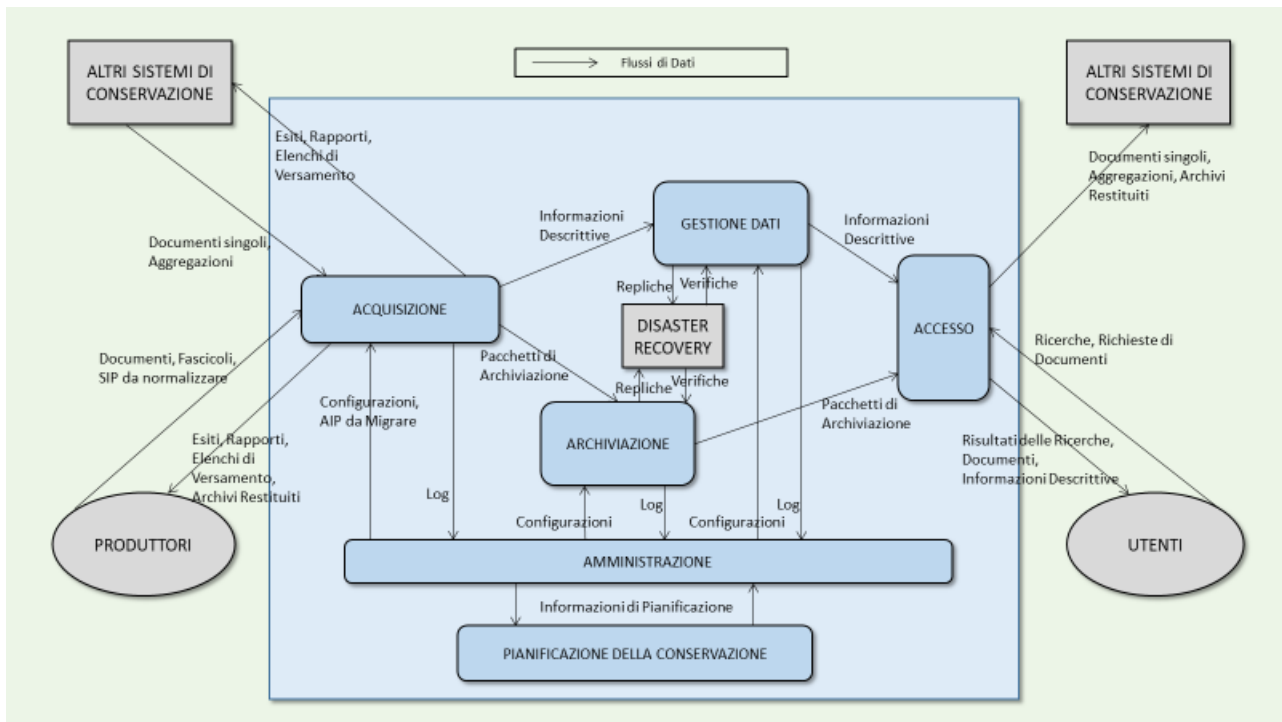 ALTRI SISTEMI DI
CONSERVAZIONE
Flussi di Dati
ALTRI SISTEMI DI
CONSERVAZIONE
Esiti, Rapporti,
Elenchi di
Versamento
Documenti singoli,
Aggregazioni, Archivi
Restituiti
Documenti singoli,
Aggregazioni
Informazioni
Descrittive
GESTIONE DATI
Informazioni
Descrittive
ACQUISIZIONE
Repliche
Verifiche
DISASTER
RECOVERY
ACCESSO
Ricerche, Richieste di
Documenti
Documenti, Fascicoli,
SIP da normalizzare
Pacchetti di
Archiviazione
Repliche
Verifiche
Configurazioni,
AIP da Migrare
ARCHIVIAZIONE
Pacchetti di
Archiviazione
Esiti, Rapporti,
Elenchi di
Versamento,
Archivi Restituiti
Risultati delle Ricerche,
Documenti,
Informazioni Descrittive
Log
Configurazioni
Log
Configurazioni
Log
PRODUTTORI
AMMINISTRAZIONE
UTENTI
Informazioni di Pianificazione
PIANIFICAZIONE DELLA CONSERVAZIONE